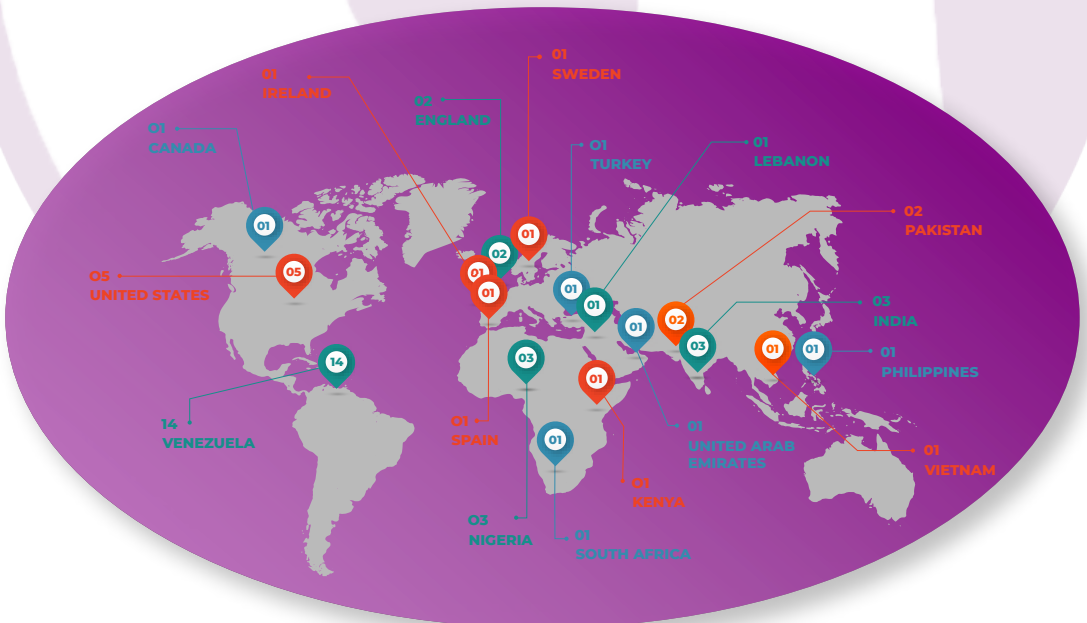 01
SWEDEN
01
IRELAND
02
ENGLAND
01
CANADA
01
TURKEY
01
LEBANON
02
PAKISTAN
01
01
02
05
UNITED STATES
05
01
01
01
01
01
02
03
INDIA
03
01
01
01
PHILIPPINES
14
03
01
14
VENEZUELA
01
SPAIN
01
01
UNITED ARAB
EMIRATES
01
VIETNAM
01
KENYA
03
NIGERIA
01
SOUTH AFRICA